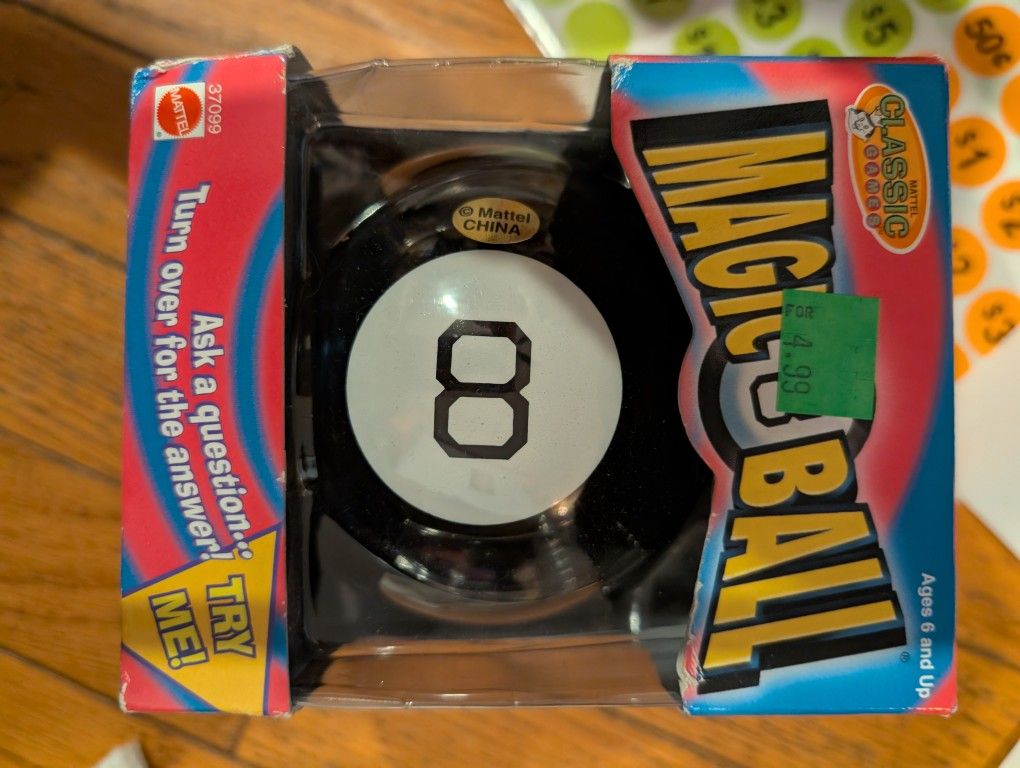 CLASSIC
MATTEL
GAMES
MAGIC 8 BALL
®
FOR
4.99
Ages 6 and Up
© Mattel
CHINA
8
37099
MATTEL
®
Ask a question...
Turn over for the answer!
TRY
ME!
$3
$5
50¢
$1
$2
$3